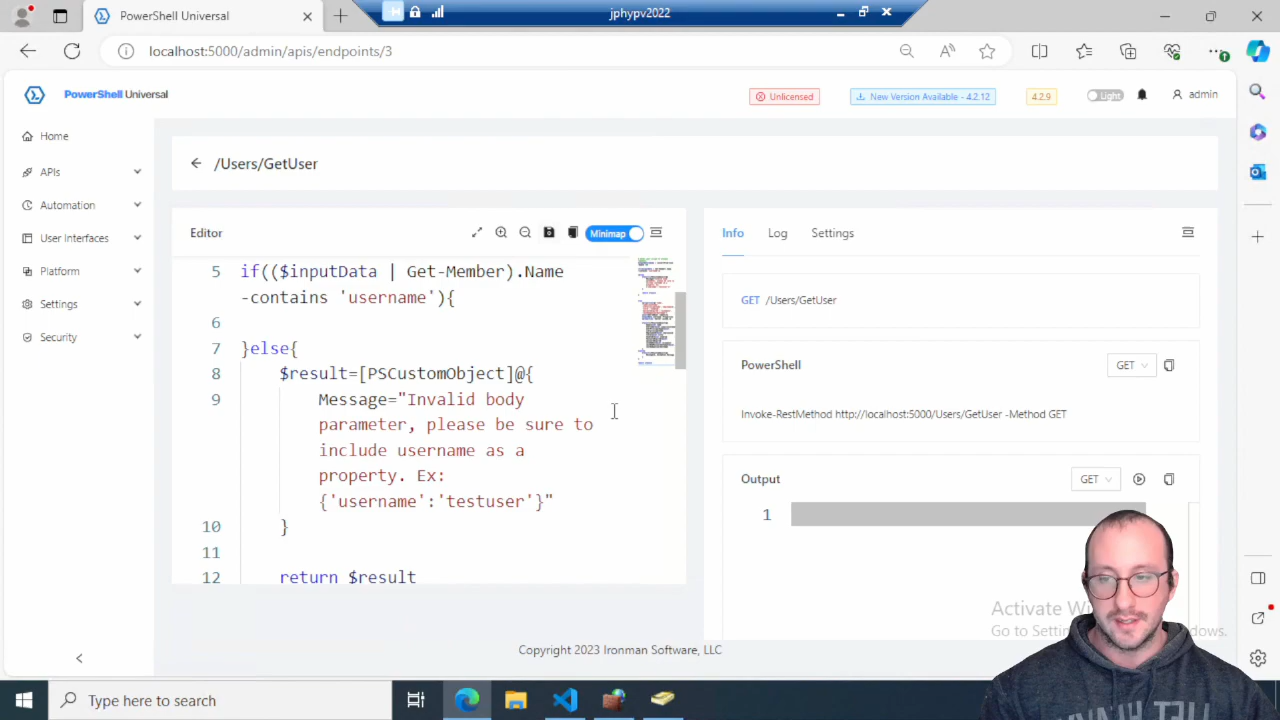 PowerShell Universal
jphypv2022
localhost:5000/admin/apis/endpoints/3
PowerShell Universal
Unlicensed
New Version Available - 4.2.12
4.2.9
Light
admin
Home
APIs
Automation
User Interfaces
Platform
Settings
Security
/Users/GetUser
Editor
Minimap
5 if(($inputData | Get-Member).Name
-contains 'username'){
6
7 }else{
8 $result=[PSCustomObject]@{
9 Message="Invalid body
parameter, please be sure to
include username as a
property. Ex:
{'username':'testuser'}"
10 }
11
12 return $result
Info Log Settings
GET /Users/GetUser
PowerShell
GET
Invoke-RestMethod http://localhost:5000/Users/GetUser -Method GET
Output
GET
1
Activate
Go to
Copyright 2023 Ironman Software, LLC
Type here to search